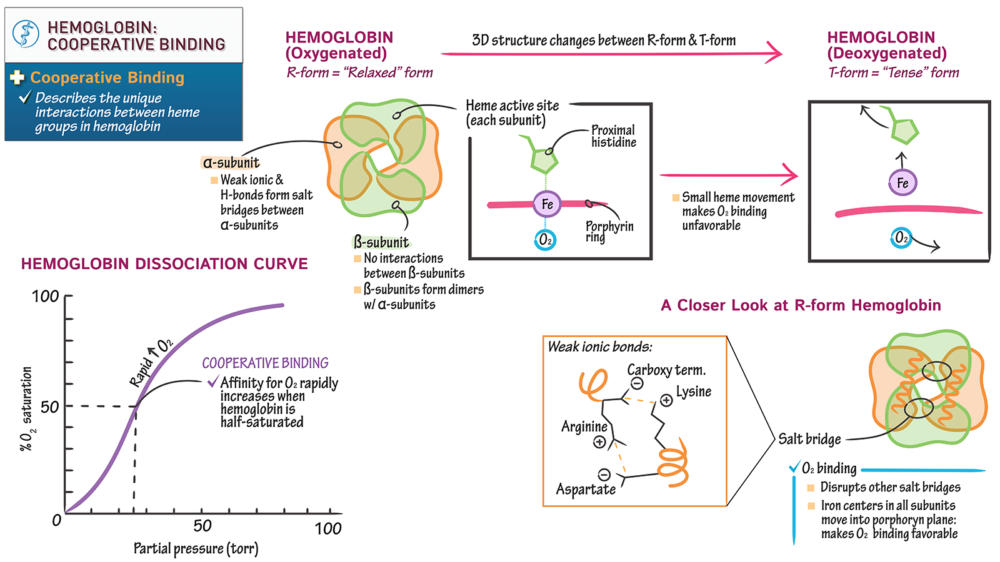 HEMOGLOBIN:
COOPERATIVE BINDING
Cooperative Binding
Describes the unique
interactions between heme
groups in hemoglobin
HEMOGLOBIN
(Oxygenated)
R-form = “Relaxed” form
3D structure changes between R-form & T-form
HEMOGLOBIN
(Deoxygenated)
T-form = “Tense” form
α-subunit
Weak ionic &
H-bonds form salt
bridges between
α-subunits
ß-subunit
No interactions
between ß-subunits
ß-subunits form dimers
w/ α-subunits
Heme active site
(each subunit)
Proximal
histidine
Fe
Porphyrin
ring
O₂
Small heme movement
makes O₂ binding
unfavorable
Fe
O₂
HEMOGLOBIN DISSOCIATION CURVE
100
50
0
% O₂ saturation
Rapid ↑ O₂
COOPERATIVE BINDING
Affinity for O₂ rapidly
increases when
hemoglobin is
half-saturated
50
100
Partial pressure (torr)
A Closer Look at R-form Hemoglobin
Weak ionic bonds:
Carboxy term.
−
Lysine
+
Arginine
+
−
Aspartate
Salt bridge
O₂ binding
Disrupts other salt bridges
Iron centers in all subunits
move into porphoryn plane:
makes O₂ binding favorable